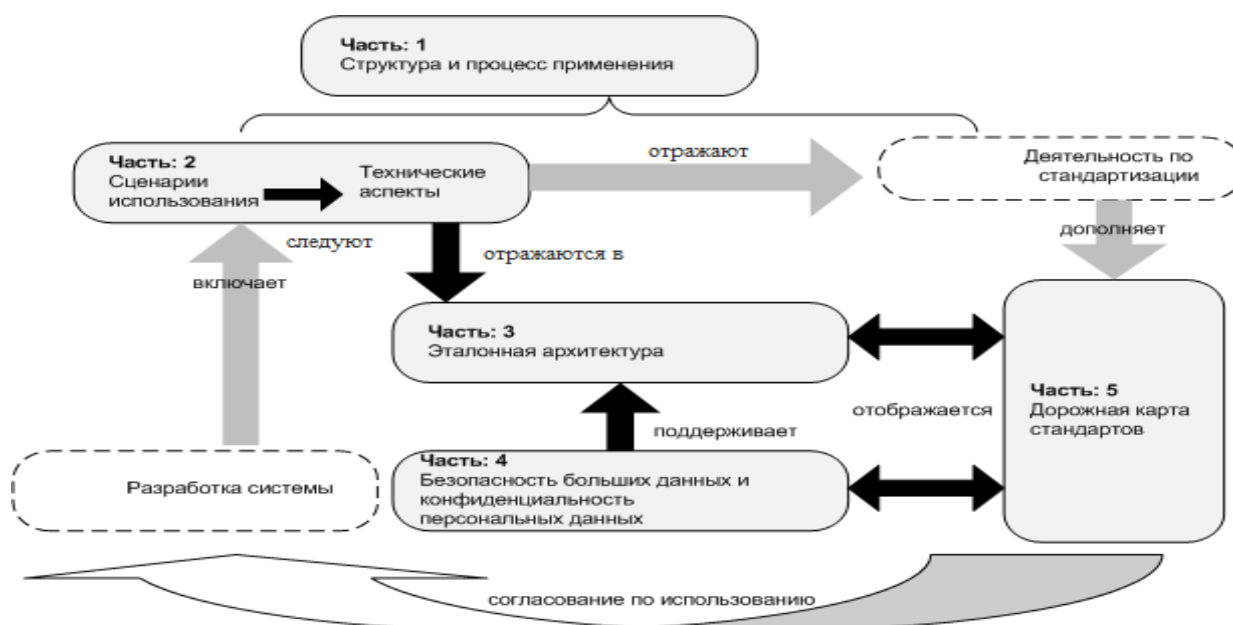 Часть: 1
Структура и процесс применения
Часть: 2
Сценарии
использования
Технические
аспекты
отражают
Деятельность по
стандартизации
следуют
отражаются в
дополняет
включает
Часть: 3
Эталонная архитектура
Часть: 5
Дорожная карта
стандартов
отображается
поддерживает
Часть: 4
Безопасность больших данных и
конфиденциальность
персональных данных
Разработка системы
согласование по использованию